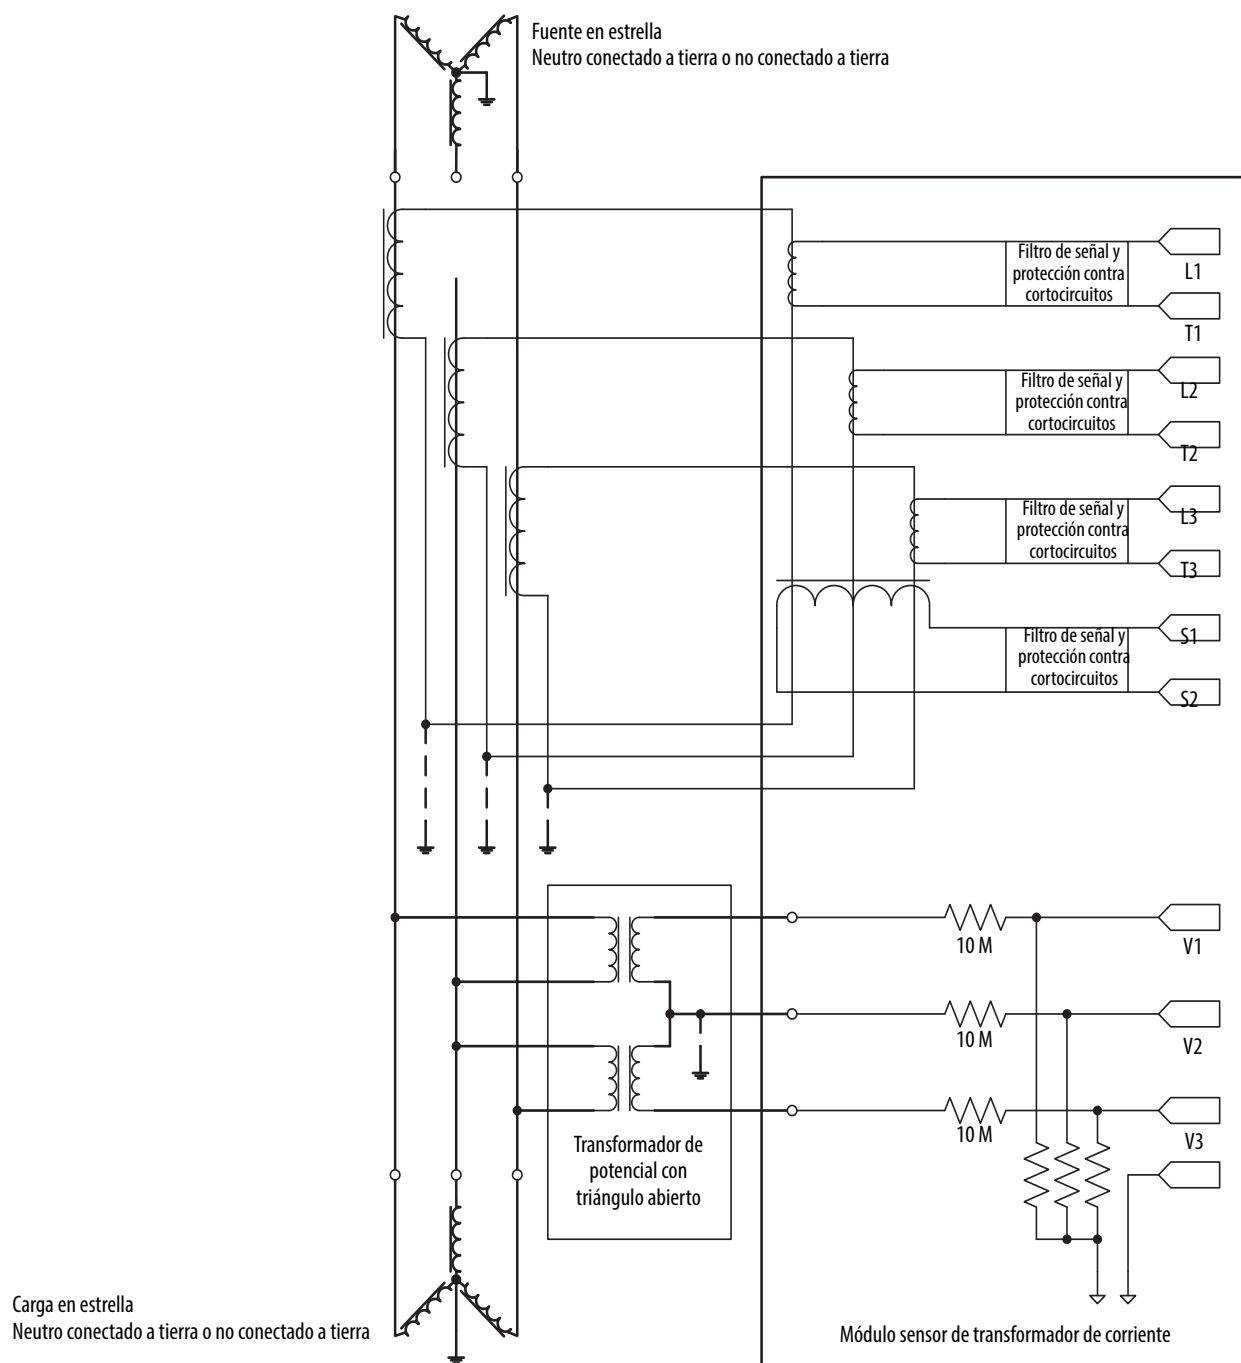 Fuente en estrella
Neutro conectado a tierra o no conectado a tierra
Filtro de señal y
protección contra
cortocircuitos
L1
T1
Filtro de señal y
protección contra
cortocircuitos
L2
T2
Filtro de señal y
protección contra
cortocircuitos
L3
T3
Filtro de señal y
protección contra
cortocircuitos
S1
S2
10 M
V1
10 M
V2
10 M
V3
Transformador de
potencial con
triángulo abierto
Carga en estrella
Neutro conectado a tierra o no conectado a tierra
Módulo sensor de transformador de corriente